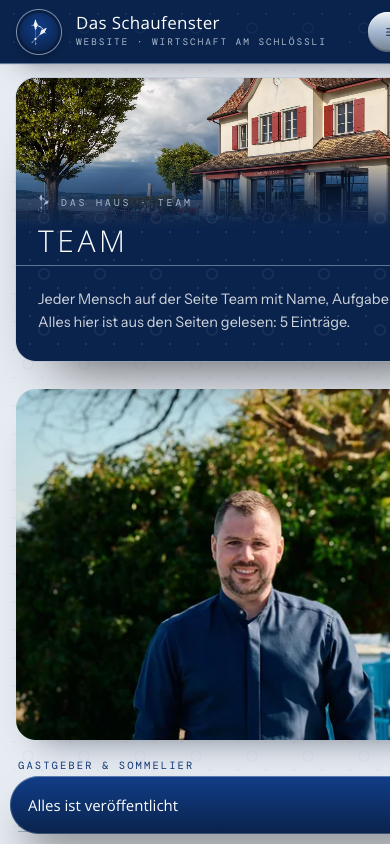 Das Schaufenster
WEBSITE · WIRTSCHAFT AM SCHLÖSSLI
DAS HAUS · TEAM
TEAM
Jeder Mensch auf der Seite Team mit Name, Aufgabe
Alles hier ist aus den Seiten gelesen: 5 Einträge.
GASTGEBER & SOMMELIER
Alles ist veröffentlicht